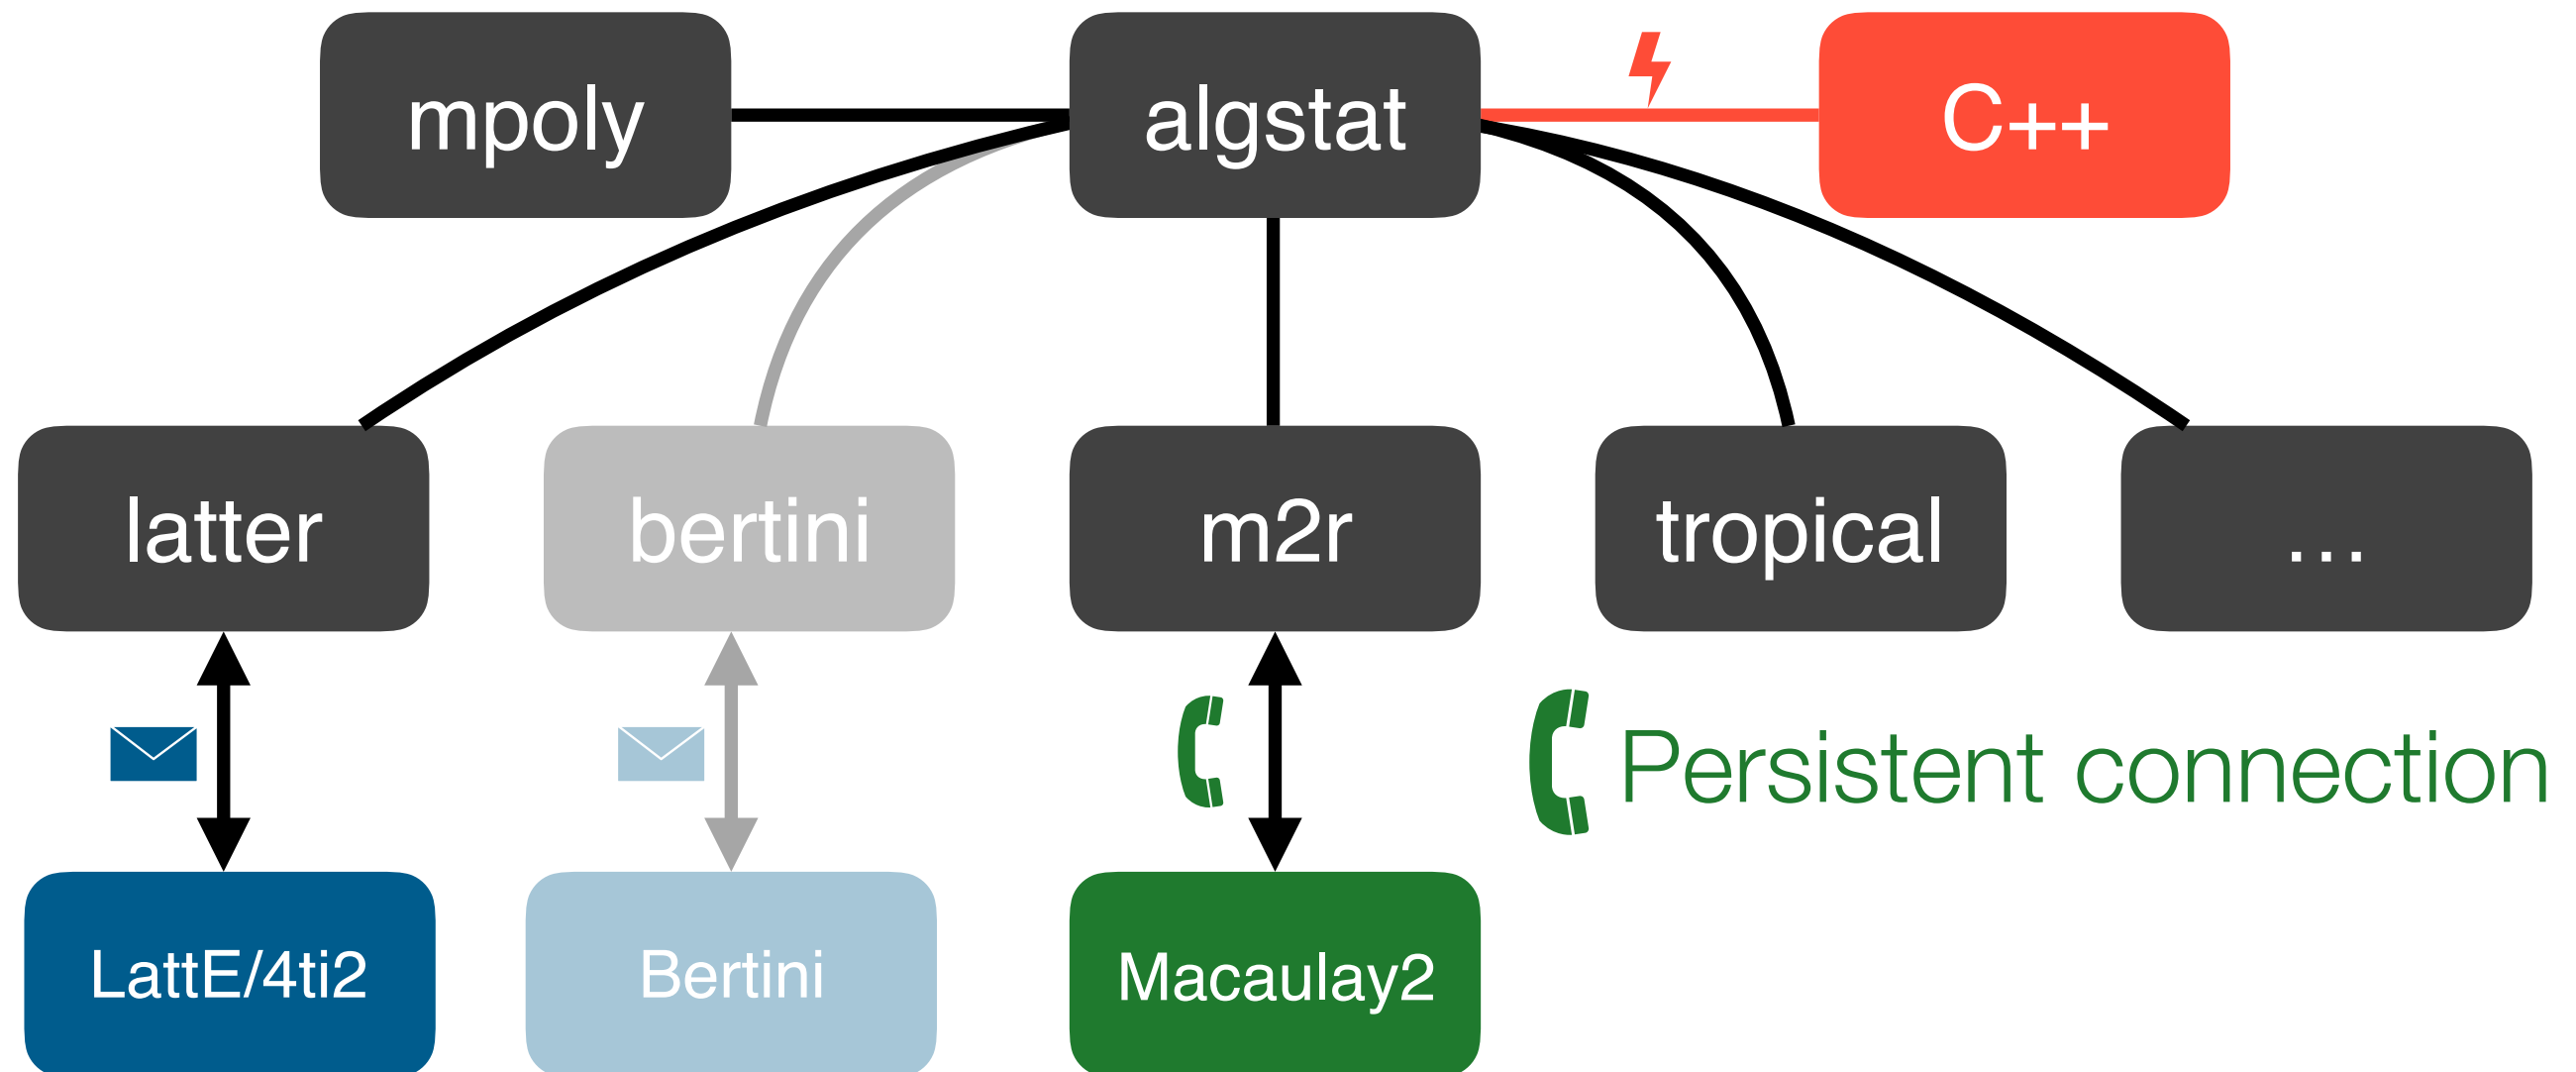 mpoly
algstat
C++
latter
bertini
m2r
tropical
...
Persistent connection
LattE/4ti2
Bertini
Macaulay2